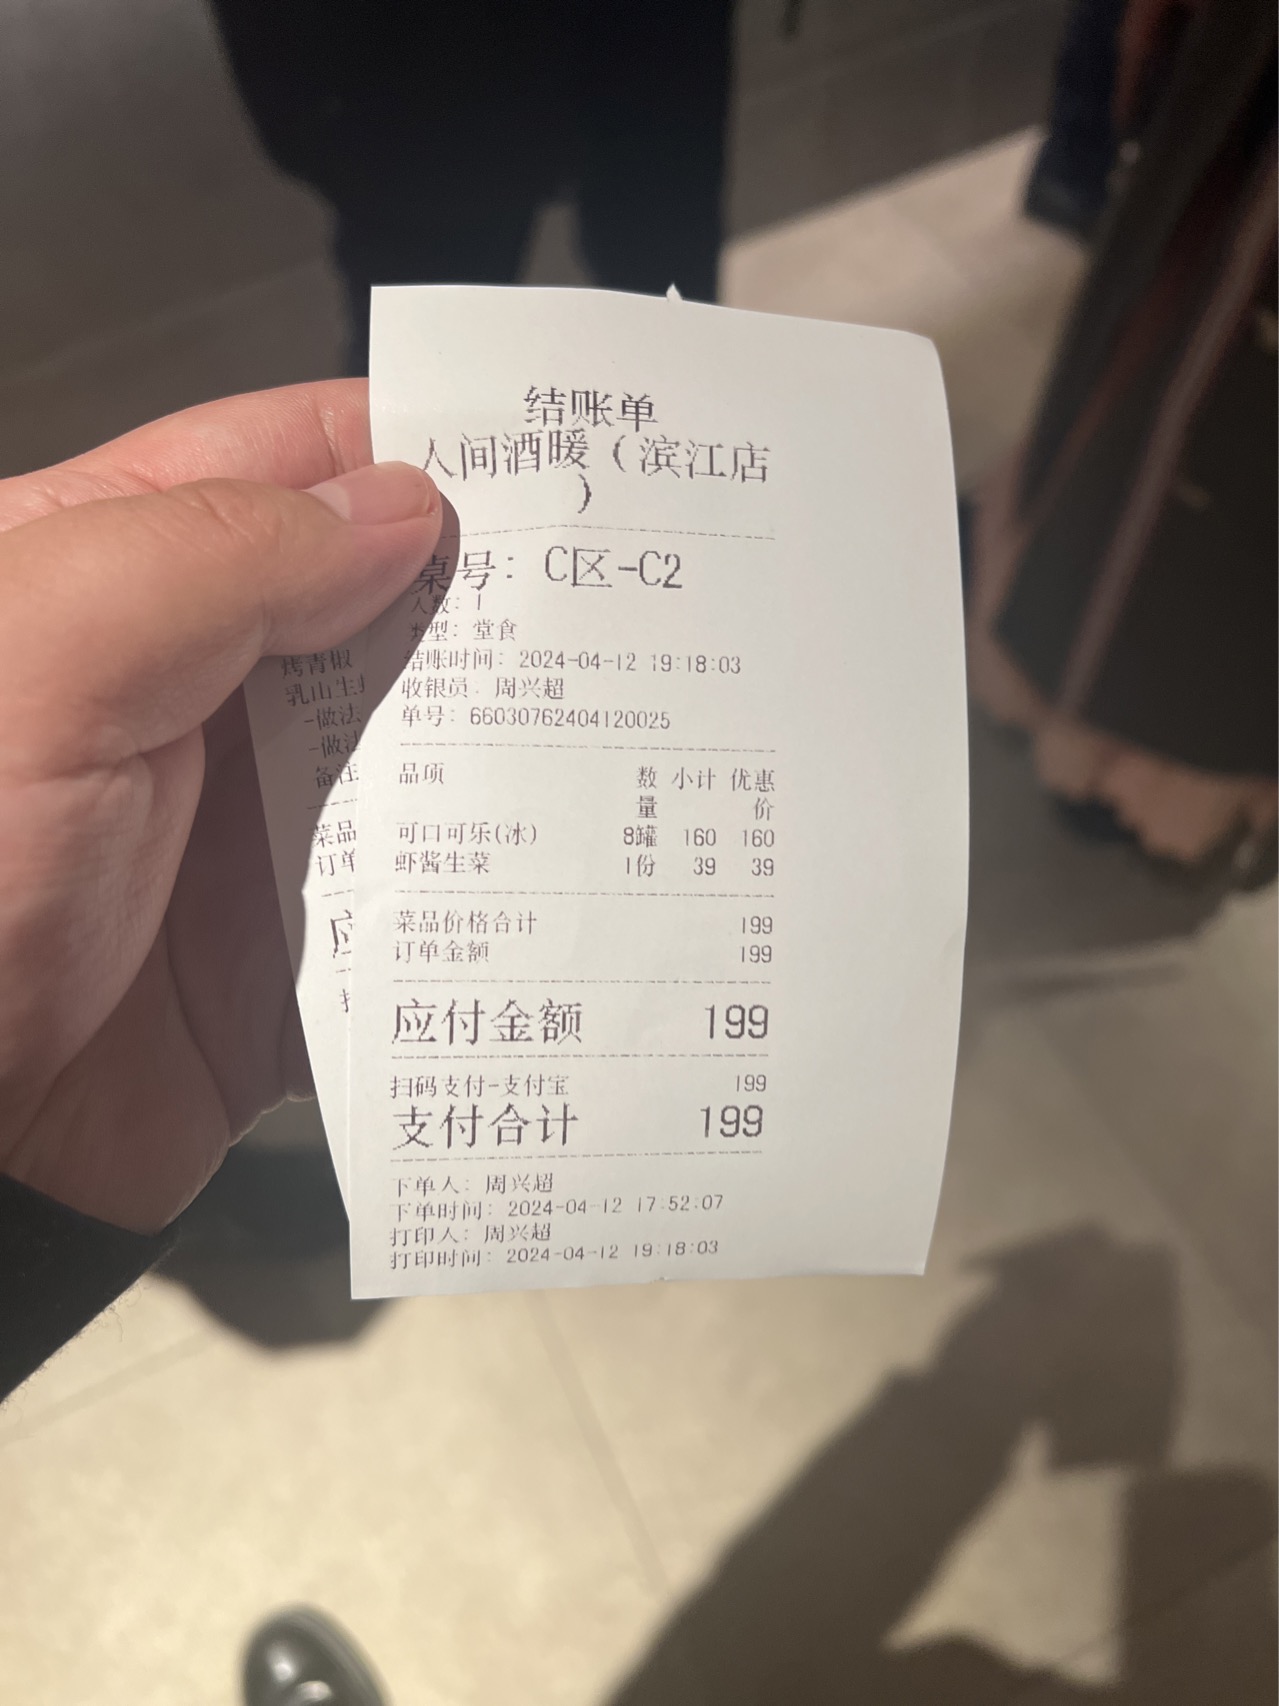 结账单
人间酒暖(滨江店
)
桌号: C区-C2
人数: 1
类型: 堂食
结账时间: 2024-04-12 19:18:03
收银员: 周兴超
单号: 66030762404120025
品项 数量 小计 优惠价
可口可乐(冰) 8罐 160 160
虾酱生菜 1份 39 39
菜品价格合计 199
订单金额 199
应付金额 199
扫码支付-支付宝 199
支付合计 199
下单人: 周兴超
下单时间: 2024-04-12 17:52:07
打印人: 周兴超
打印时间: 2024-04-12 19:18:03
烤青椒
乳山生
-做法
-做法
备注
菜品
订单
应